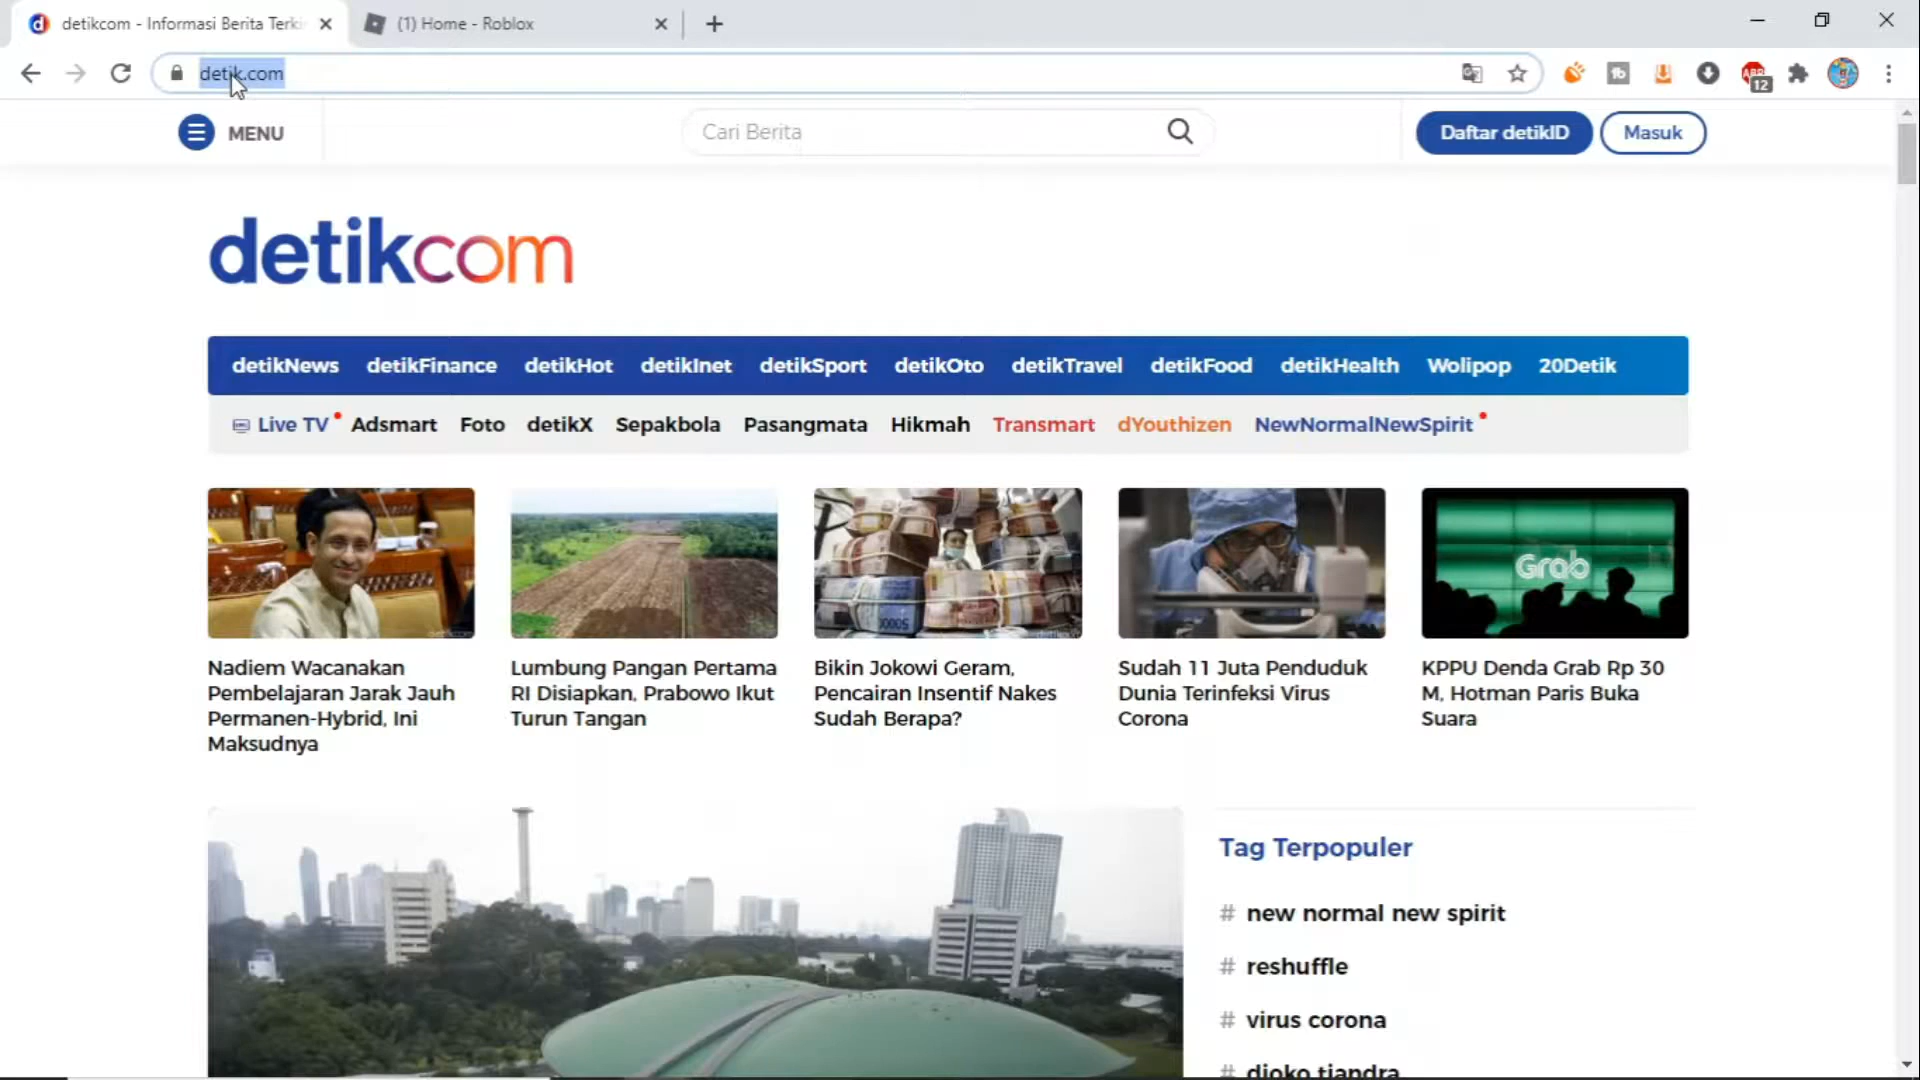 detikcom - Informasi Berita Terki
(1) Home - Roblox
detik.com
ABP
12
MENU
Cari Berita
Daftar detikID
Masuk
detikcom
detikNews detikFinance detikHot detikInet detikSport detikOto detikTravel detikFood detikHealth Wolipop 20Detik
Live TV Adsmart Foto detikX Sepakbola Pasangmata Hikmah Transmart dYouthizen NewNormalNewSpirit
Grab
Nadiem Wacanakan
Pembelajaran Jarak Jauh
Permanen-Hybrid, Ini
Maksudnya
Lumbung Pangan Pertama
RI Disiapkan, Prabowo Ikut
Turun Tangan
Bikin Jokowi Geram,
Pencairan Insentif Nakes
Sudah Berapa?
Sudah 11 Juta Penduduk
Dunia Terinfeksi Virus
Corona
KPPU Denda Grab Rp 30
M, Hotman Paris Buka
Suara
Tag Terpopuler
# new normal new spirit
# reshuffle
# virus corona
# djoko tjandra